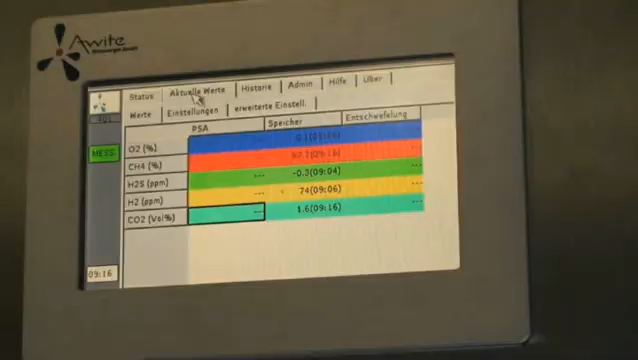 Awite
Status Aktuelle Werte Historie Admin Hilfe Über
Werte Einstellungen erweiterte Einstell.
PSA Speicher Entschwefelung
O2 (%)
MESS CH4 (%) ...
H2S (ppm) ... -0.3(09:04) ...
H2 (ppm) ... 74(09:06) ...
CO2 (Vol%) ... 1.6(09:16) ...
09:16